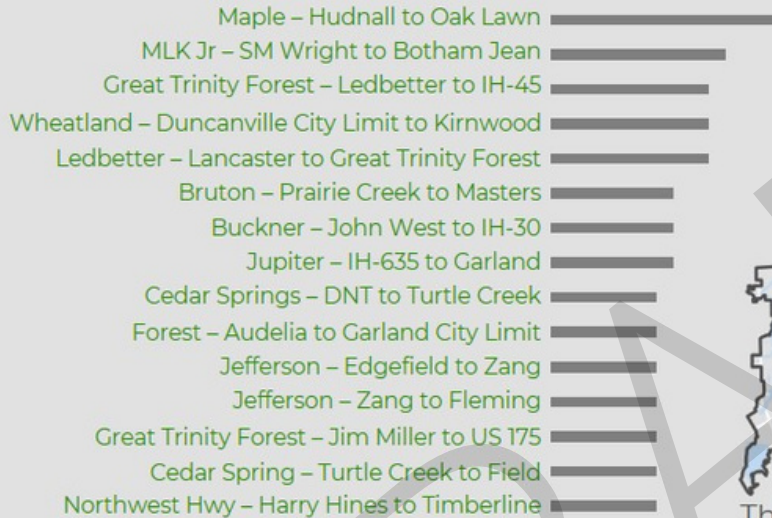 Maple – Hudnall to Oak Lawn
MLK Jr – SM Wright to Botham Jean
Great Trinity Forest – Ledbetter to IH-45
Wheatland – Duncanville City Limit to Kirnwood
Ledbetter – Lancaster to Great Trinity Forest
Bruton – Prairie Creek to Masters
Buckner – John West to IH-30
Jupiter – IH-635 to Garland
Cedar Springs – DNT to Turtle Creek
Forest – Audelia to Garland City Limit
Jefferson – Edgefield to Zang
Jefferson – Zang to Fleming
Great Trinity Forest – Jim Miller to US 175
Cedar Spring – Turtle Creek to Field
Northwest Hwy – Harry Hines to Timberline